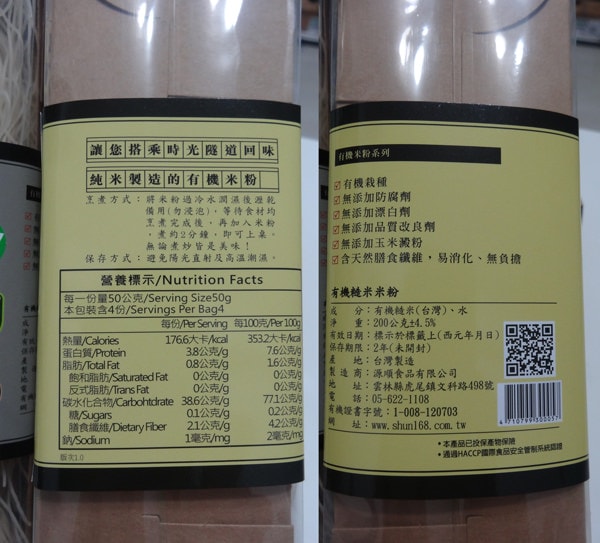 讓您搭乘時光隧道回味
純米製造的有機米粉
烹煮方式：將米粉過冷水潤濕後瀝乾
備用(勿浸泡)，等待食材均
烹煮完成後，再加入米粉
，煮約2分鐘，即可上桌。
無論煮炒皆是美味！
保存方式：避免陽光直射及高溫潮濕。
營養標示/Nutrition Facts
每一份量50公克/Serving Size50g
本包裝含4份/Servings Per Bag4
每份/Per Serving 每100克/Per 100g
熱量/Calories 176.6大卡/kcal 353.2大卡/kcal
蛋白質/Protein 3.8公克/g 7.6公克/g
脂肪/Total Fat 0.8公克/g 1.6公克/g
飽和脂肪/Saturated Fat 0公克/g 0公克/g
反式脂肪/Trans Fat 0公克/g 0公克/g
碳水化合物/Carbohtdrate 38.6公克/g 77.1公克/g
糖/Sugars 0.1公克/g 0.2公克/g
膳食纖維/Dietary Fiber 2.1公克/g 4.2公克/g
鈉/Sodium 1毫克/mg 2毫克/mg
版次1.0
有機米粉系列
有機栽種
無添加防腐劑
無添加漂白劑
無添加品質改良劑
無添加玉米澱粉
含天然膳食纖維，易消化、無負擔
有機糙米米粉
成 分：有機糙米(台灣)、水
淨 重：200公克±4.5%
有效日期：標示於標籤上(西元年月日)
保存期限：2年(未開封)
產 地：台灣製造
製 造 商：源順食品有限公司
地 址：雲林縣虎尾鎮文科路498號
電 話：05-622-1108
有機證書字號：1-008-120703
網 址：www.shun168.com.tw
4710799300037
•本產品已投保產物保險
•通過HACCP國際食品安全管制系統認證